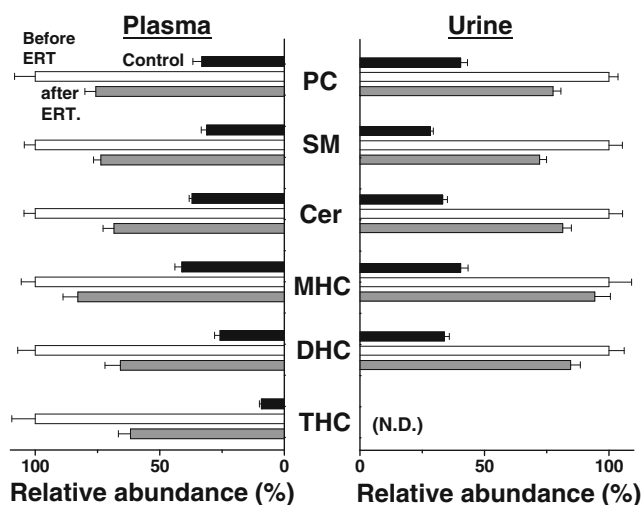 Plasma
Urine
Before
ERT
Control
after
ERT.
PC
SM
Cer
MHC
DHC
THC
(N.D.)
100
50
0
0
50
100
Relative abundance (%)
Relative abundance (%)